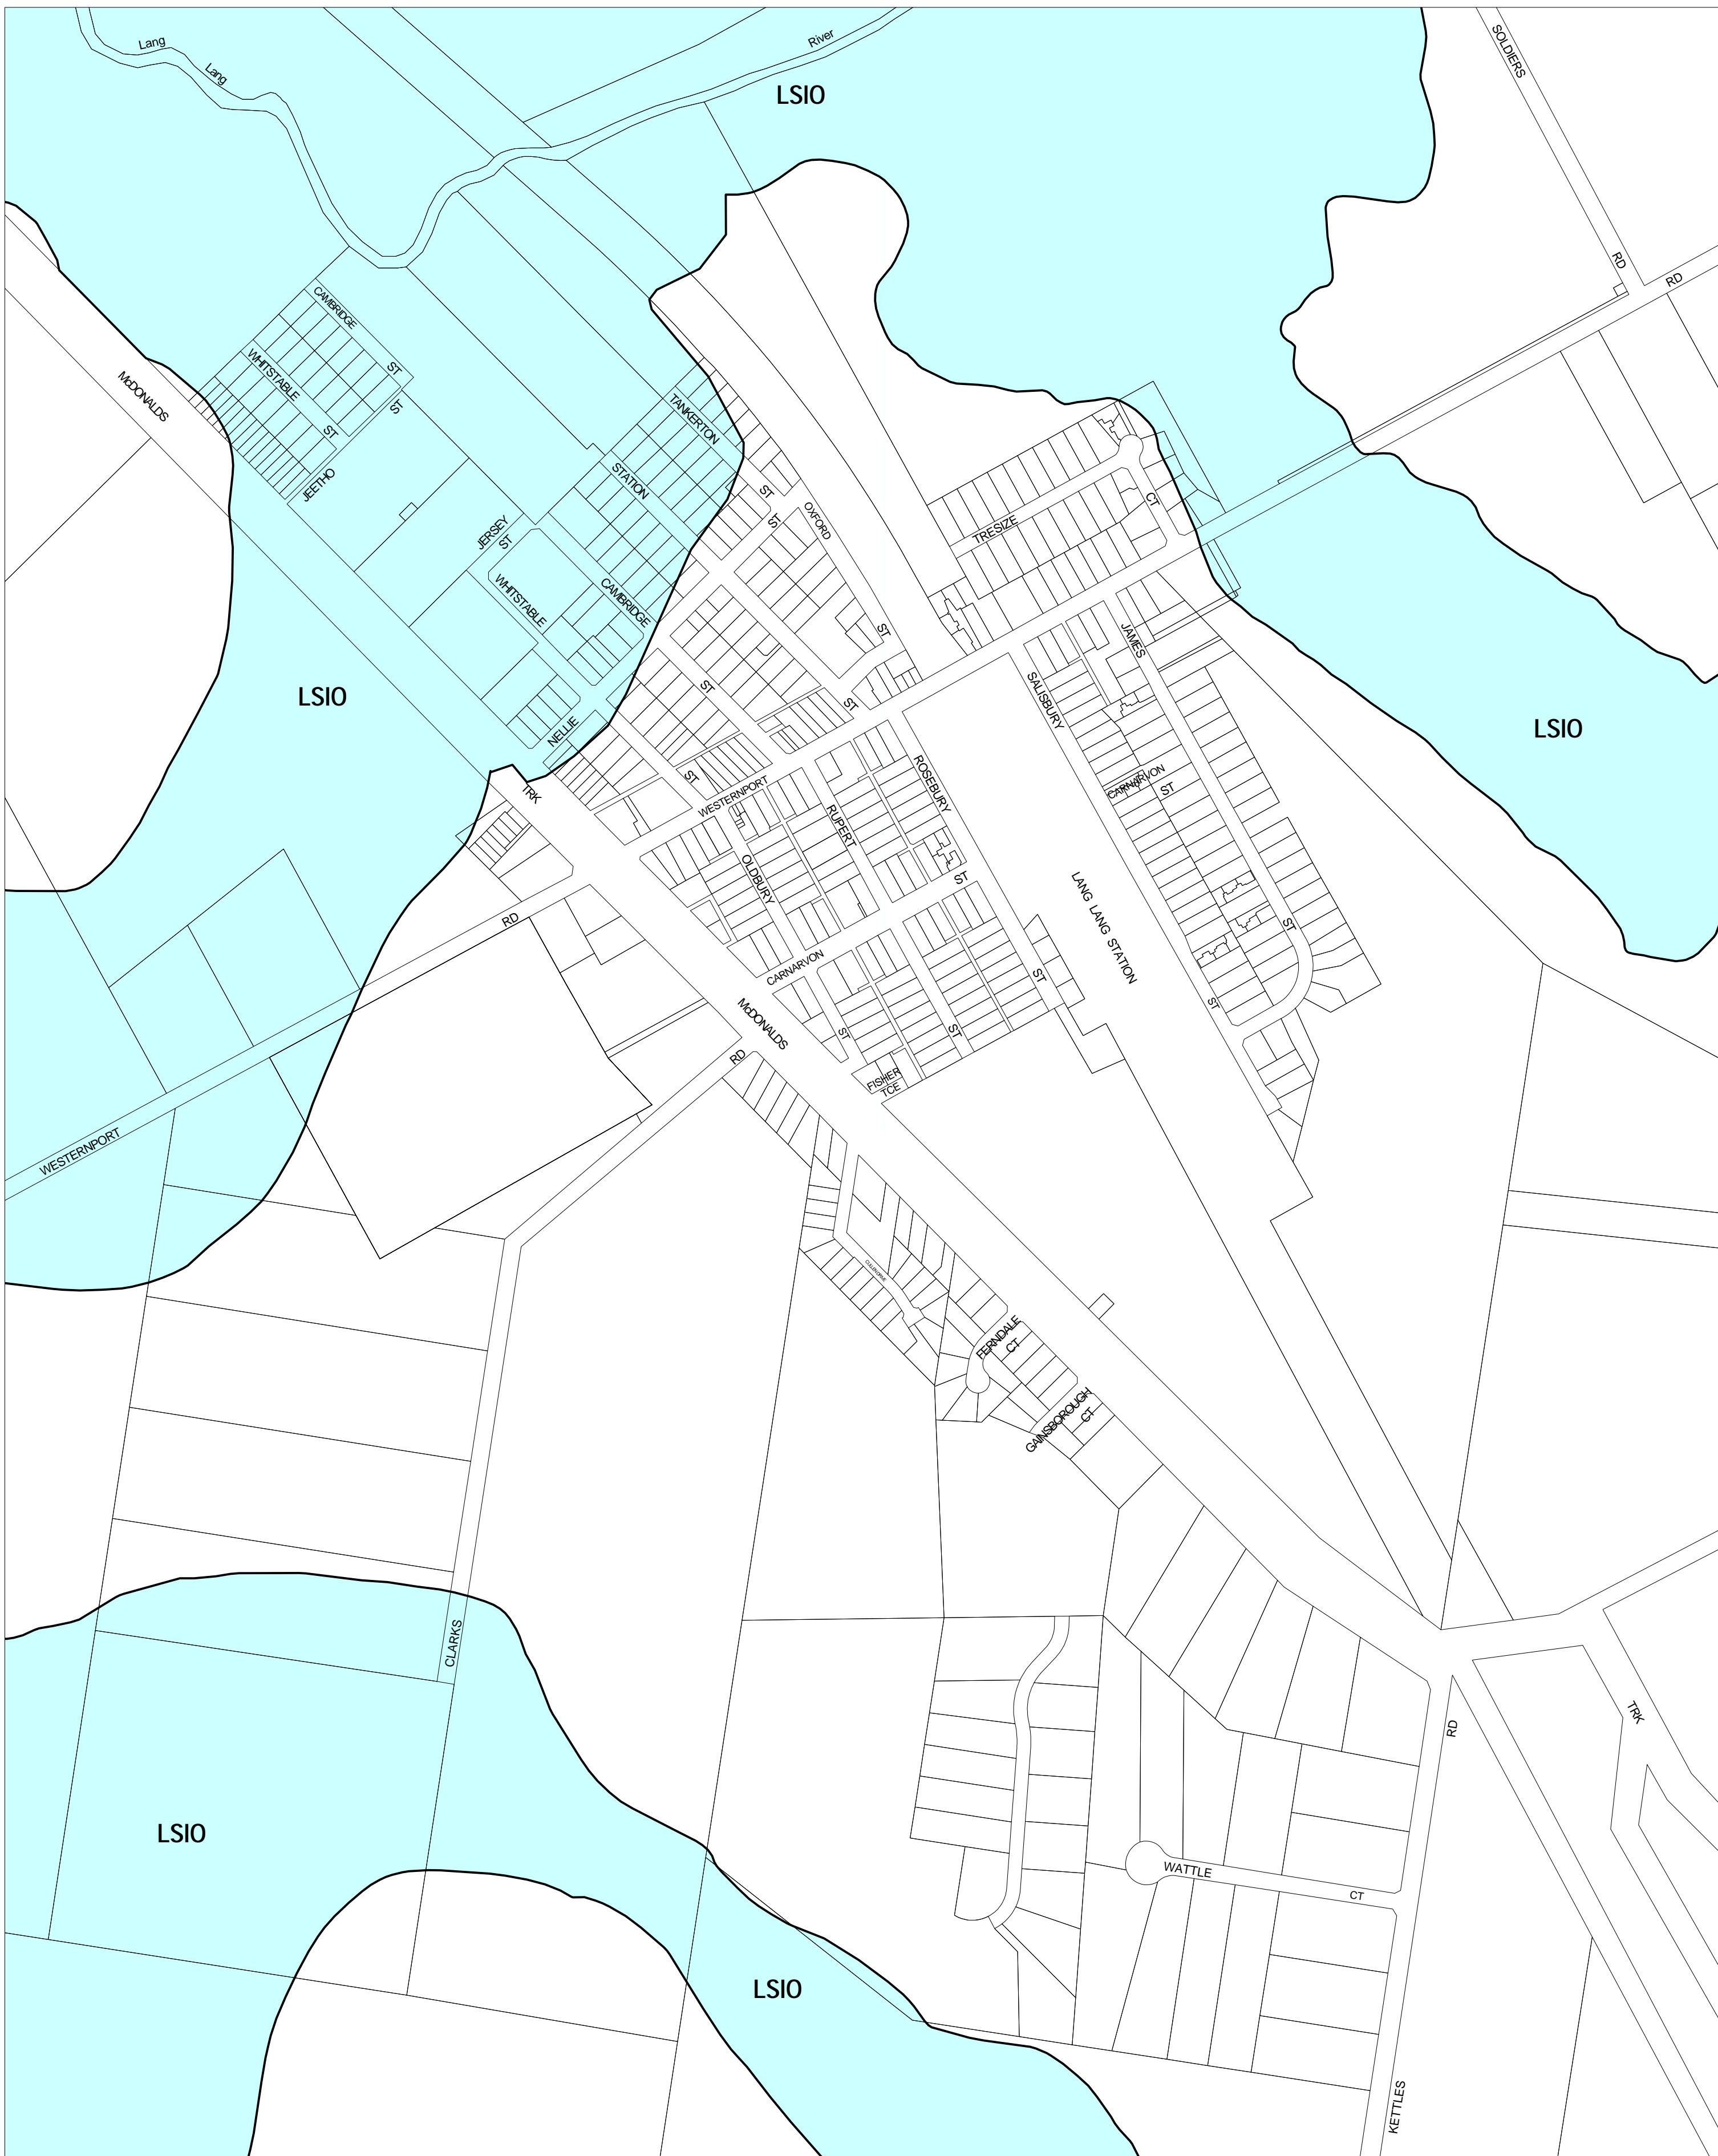 Lang
Lang
River
LSIO
SOLDIERS
RD
RD
CAMBRIDGE
ST
WHITSTABLE
ST
ST
JEETHO
McDONALDS
TANKERTON
ST
STATION
ST
OXFORD
ST
JERSEY
ST
WHITSTABLE
CAMBRIDGE
TRESIZE
CT
JAMES
SALISBURY
LSIO
LSIO
NELLIE
ST
ST
ST
TRK
WESTERNPORT
ROSEBURY
RUPERT
OLDBURY
CARNARVON
ST
ST
RD
CARNARVON
ST
LANG LANG STATION
ST
ST
McDONALDS
RD
ST
ST
ST
FISHER
TCE
WESTERNPORT
FERNDALE
CT
GAINSBOROUGH
CT
CLARKS
RD
TRK
LSIO
WATTLE
CT
LSIO
KETTLES